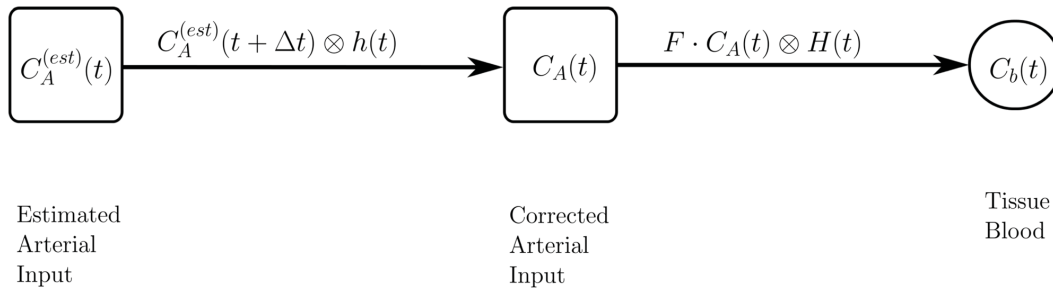 C_A^{(est)}(t)
C_A^{(est)}(t + Δt) ⊗ h(t)
C_A(t)
F · C_A(t) ⊗ H(t)
C_b(t)
Estimated
Arterial
Input
Corrected
Arterial
Input
Tissue
Blood